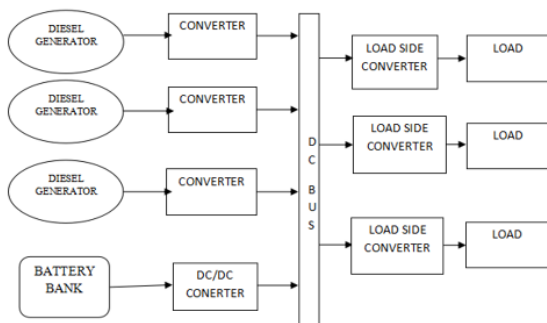 DIESEL
GENERATOR
CONVERTER
LOAD SIDE
CONVERTER
LOAD
DIESEL
GENERATOR
CONVERTER
LOAD SIDE
CONVERTER
LOAD
DIESEL
GENERATOR
CONVERTER
LOAD SIDE
CONVERTER
LOAD
BATTERY
BANK
DC/DC
CONERTER
D
C
B
U
S